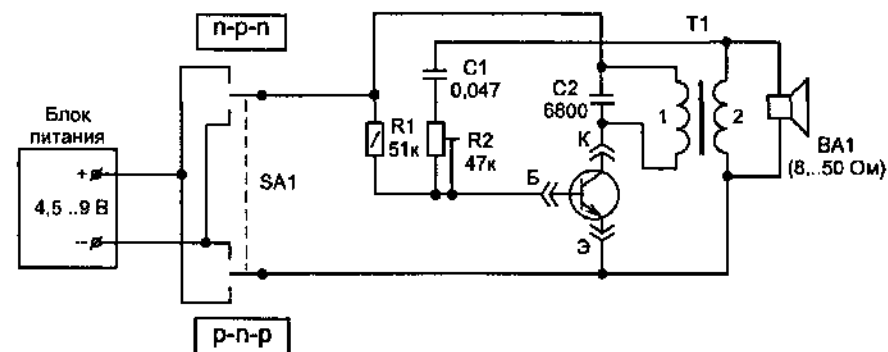 n-p-n
T1
C1
0,047
C2
6800
Блок
питания
R1
51к
R2
47к
К
1
2
BA1
(8,..50 Ом)
+
4,5 ..9 В
--
SA1
Б
Э
p-n-p